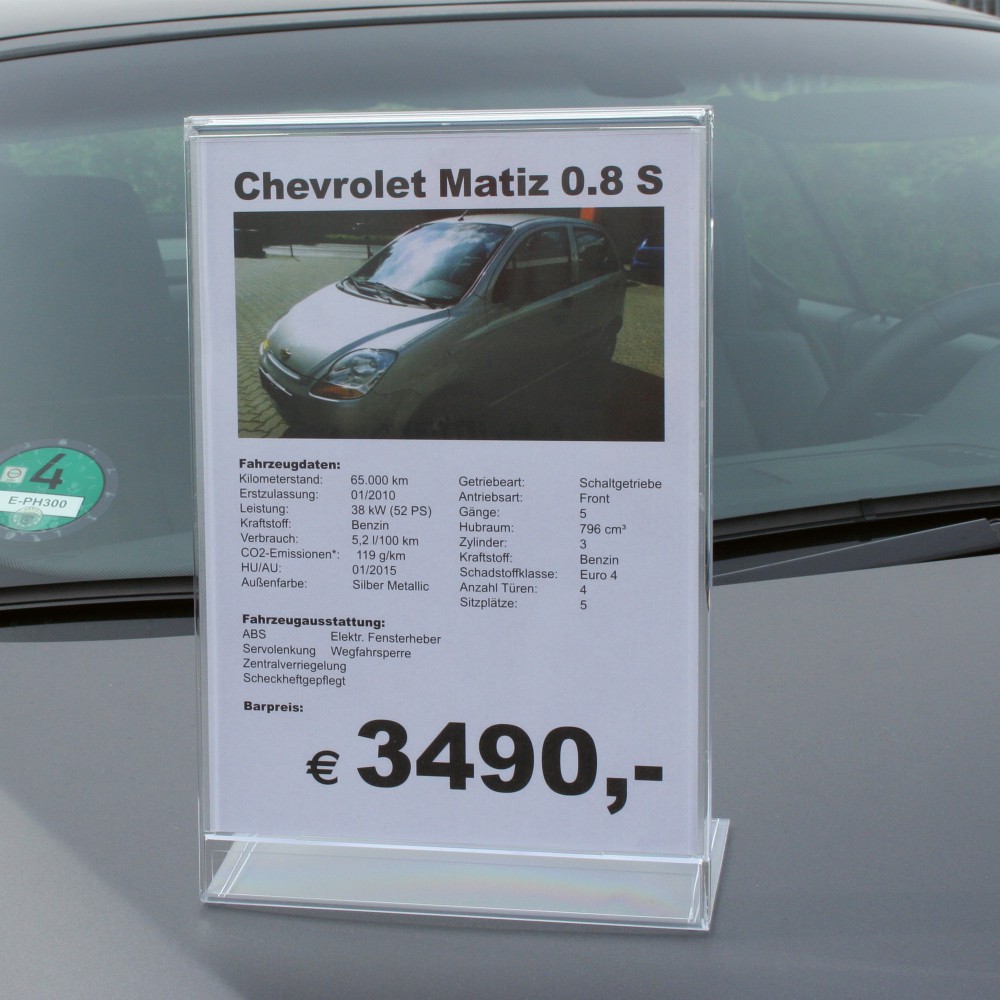 Chevrolet Matiz 0.8 S
Fahrzeugdaten:
Kilometerstand: 65.000 km
Erstzulassung: 01/2010
Leistung: 38 kW (52 PS)
Kraftstoff: Benzin
Verbrauch: 5,2 l/100 km
CO2-Emissionen*: 119 g/km
HU/AU: 01/2015
Außenfarbe: Silber Metallic
Getriebeart: Schaltgetriebe
Antriebsart: Front
Gänge: 5
Hubraum: 796 cm³
Zylinder: 3
Kraftstoff: Benzin
Schadstoffklasse: Euro 4
Anzahl Türen: 4
Sitzplätze: 5
Fahrzeugausstattung:
ABS Elektr. Fensterheber
Servolenkung Wegfahrsperre
Zentralverriegelung
Scheckheftgepflegt
Barpreis:
€ 3490,-
4
E-PH300